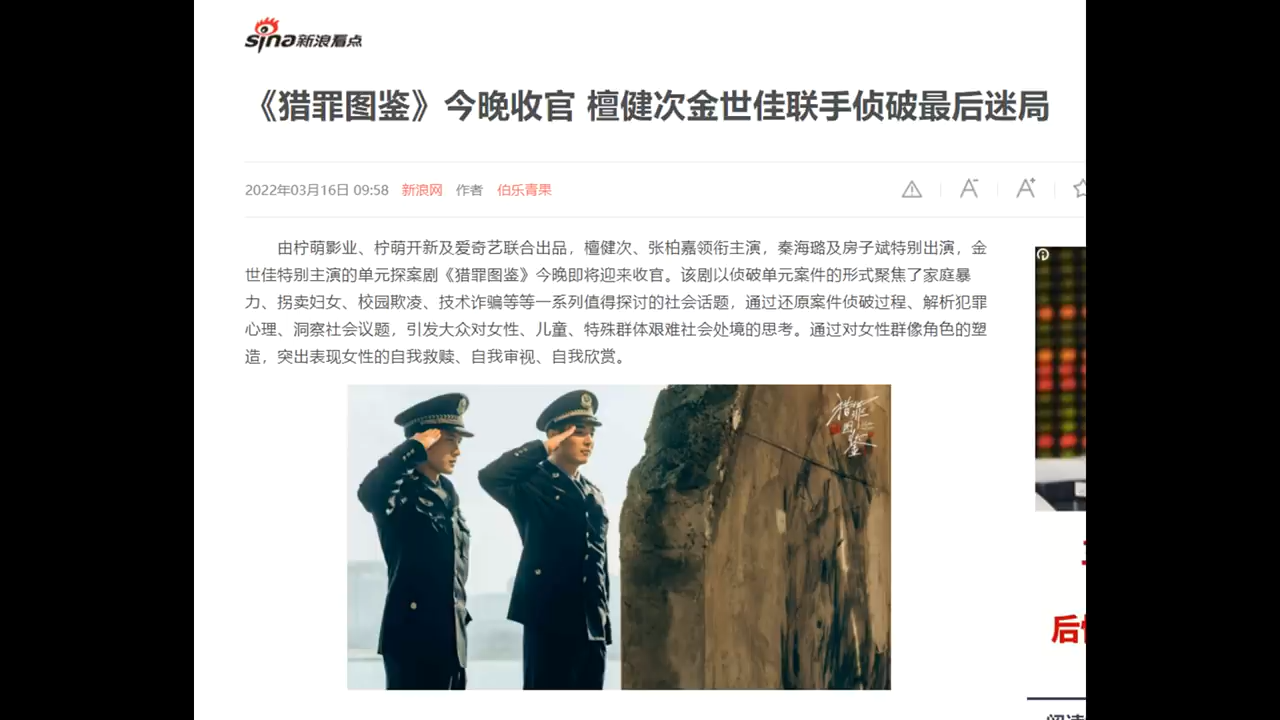 sina新浪看点
《猎罪图鉴》今晚收官 檀健次金世佳联手侦破最后迷局
2022年03月16日 09:58 新浪网 作者 伯乐青果
由柠萌影业、柠萌开新及爱奇艺联合出品，檀健次、张柏嘉领衔主演，秦海璐及房子斌特别出演，金
世佳特别主演的单元探案剧《猎罪图鉴》今晚即将迎来收官。该剧以侦破单元案件的形式聚焦了家庭暴
力、拐卖妇女、校园欺凌、技术诈骗等等一系列值得探讨的社会话题，通过还原案件侦破过程、解析犯罪
心理、洞察社会议题，引发大众对女性、儿童、特殊群体艰难社会处境的思考。通过对女性群像角色的塑
造，突出表现女性的自我救赎、自我审视、自我欣赏。
猎罪
图鉴
后
阅读